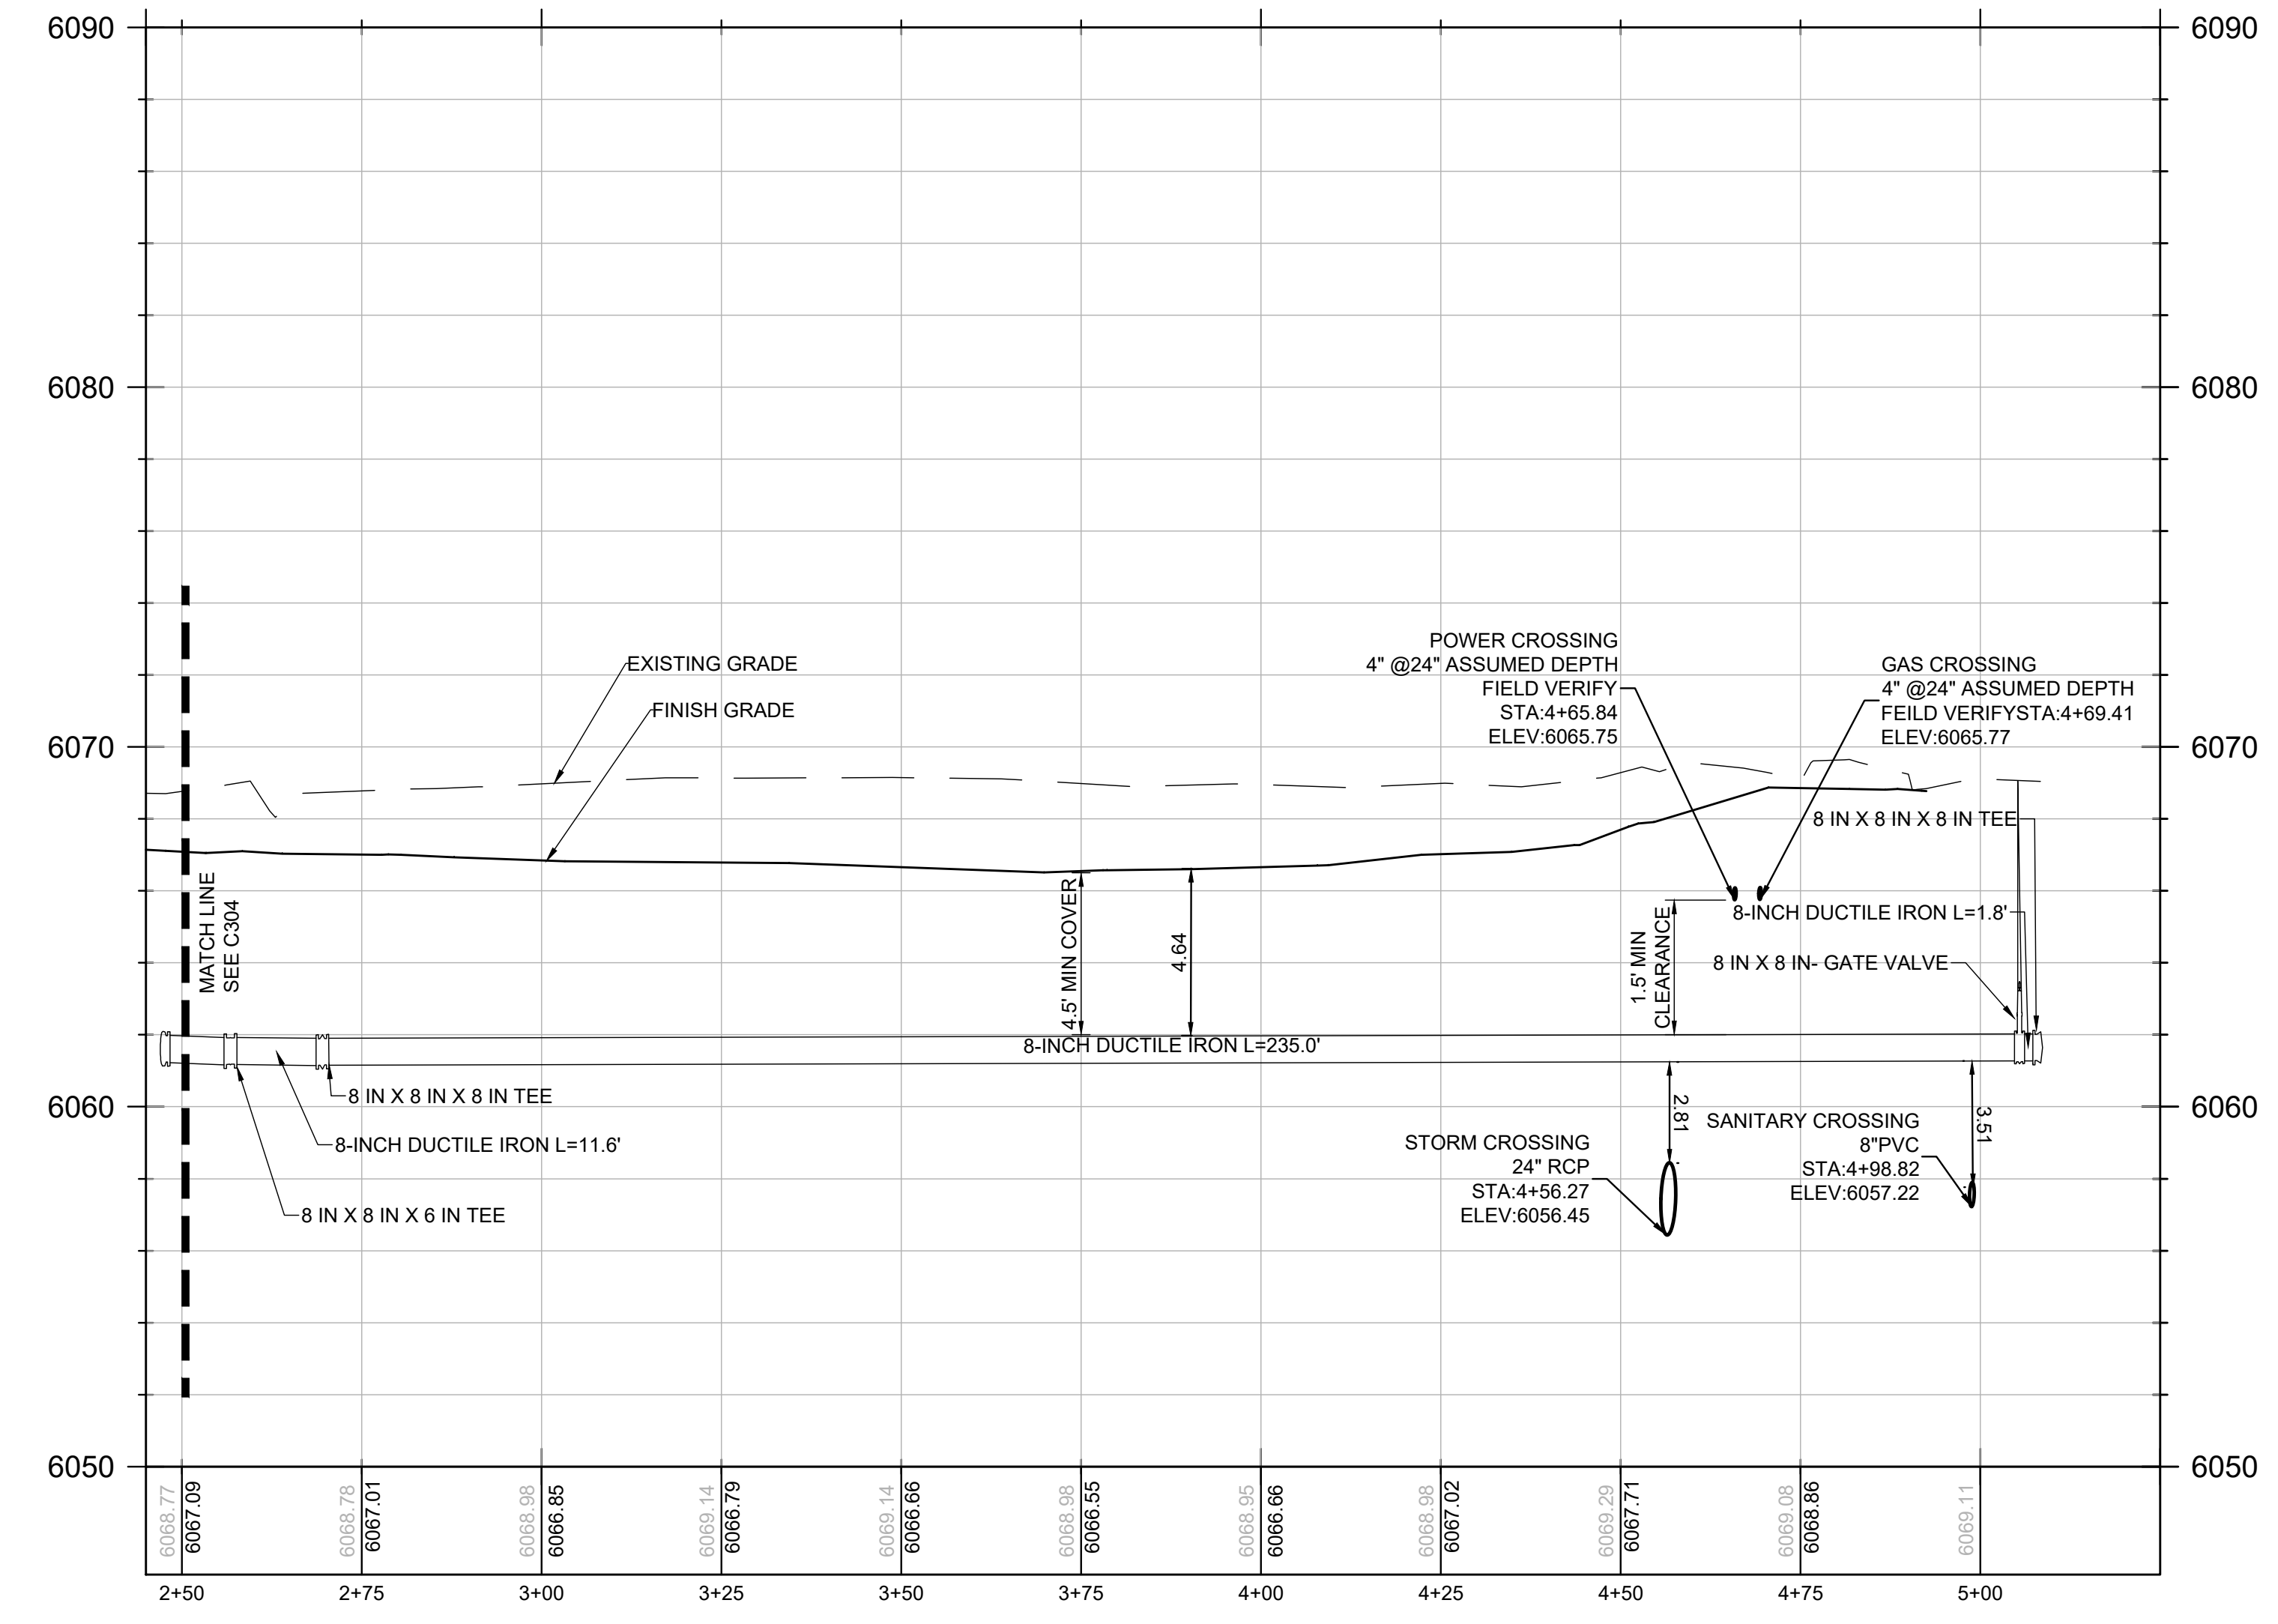 6090
6090
6080
6080
EXISTING GRADE
FINISH GRADE
POWER CROSSING
4" @24" ASSUMED DEPTH
FIELD VERIFY
STA:4+65.84
ELEV:6065.75
GAS CROSSING
4" @24" ASSUMED DEPTH
FEILD VERIFYSTA:4+69.41
ELEV:6065.77
6070
6070
8 IN X 8 IN X 8 IN TEE
MATCH LINE
SEE C304
4.5' MIN COVER
4.64
1.5' MIN
CLEARANCE
8-INCH DUCTILE IRON L=1.8'
8 IN X 8 IN- GATE VALVE
8-INCH DUCTILE IRON L=235.0'
8 IN X 8 IN X 8 IN TEE
8-INCH DUCTILE IRON L=11.6'
8 IN X 8 IN X 6 IN TEE
6060
6060
2.81
3.51
STORM CROSSING
24" RCP
STA:4+56.27
ELEV:6056.45
SANITARY CROSSING
8"PVC
STA:4+98.82
ELEV:6057.22
6050
6050
6068.77
6067.09
6068.78
6067.01
6068.98
6066.85
6069.14
6066.79
6069.14
6066.66
6068.98
6066.55
6068.95
6066.66
6068.98
6067.02
6069.29
6067.71
6069.08
6068.86
6069.11
2+50
2+75
3+00
3+25
3+50
3+75
4+00
4+25
4+50
4+75
5+00